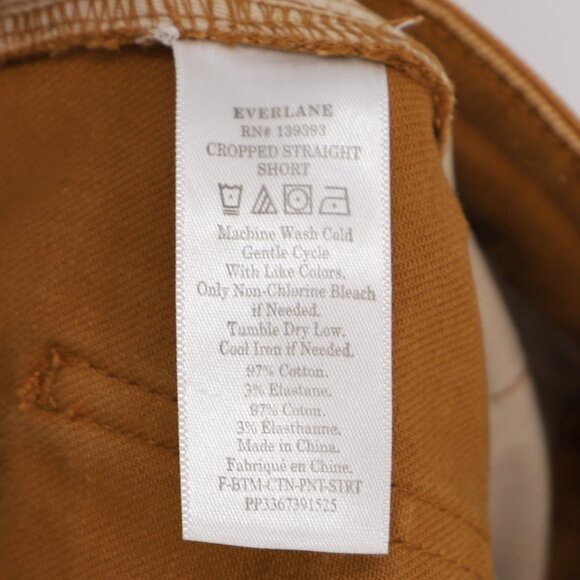 EVERLANE
RN# 139393
CROPPED STRAIGHT
SHORT
Machine Wash Cold
Gentle Cycle
With Like Colors.
Only Non-Chlorine Bleach
if Needed.
Tumble Dry Low.
Cool Iron if Needed.
97% Cotton.
3% Elastane.
97% Coton.
3% Elasthanne.
Made in China.
Fabriqué en Chine.
F-BTM-CTN-PNT-STRT
PP3367391525